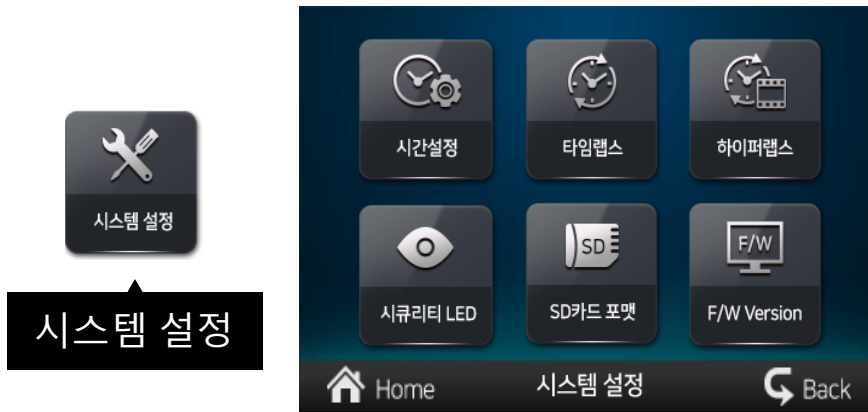 시스템 설정
시스템 설정
시간설정
타임랩스
하이퍼랩스
시큐리티 LED
SD
SD카드 포맷
F/W
F/W Version
Home
시스템 설정
Back